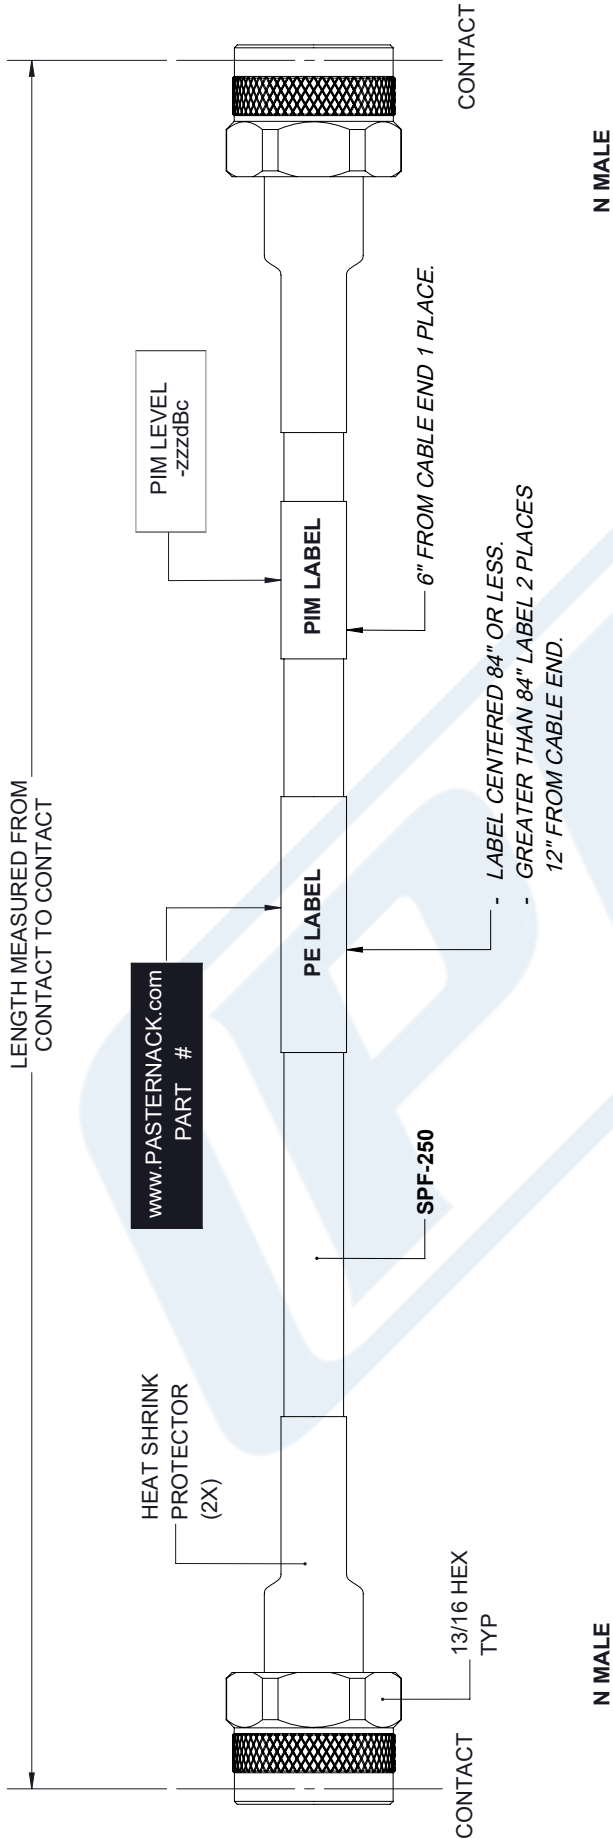 LENGTH MEASURED FROM
CONTACT TO CONTACT
HEAT SHRINK
PROTECTOR
(2X)
www.PASTERNACK.com
PART #
PIM LEVEL
-zzzdBc
PE LABEL
PIM LABEL
CONTACT
13/16 HEX
TYP
SPF-250
- LABEL CENTERED 84" OR LESS.
- GREATER THAN 84" LABEL 2 PLACES
12" FROM CABLE END.
6" FROM CABLE END 1 PLACE.
CONTACT
N MALE
N MALE